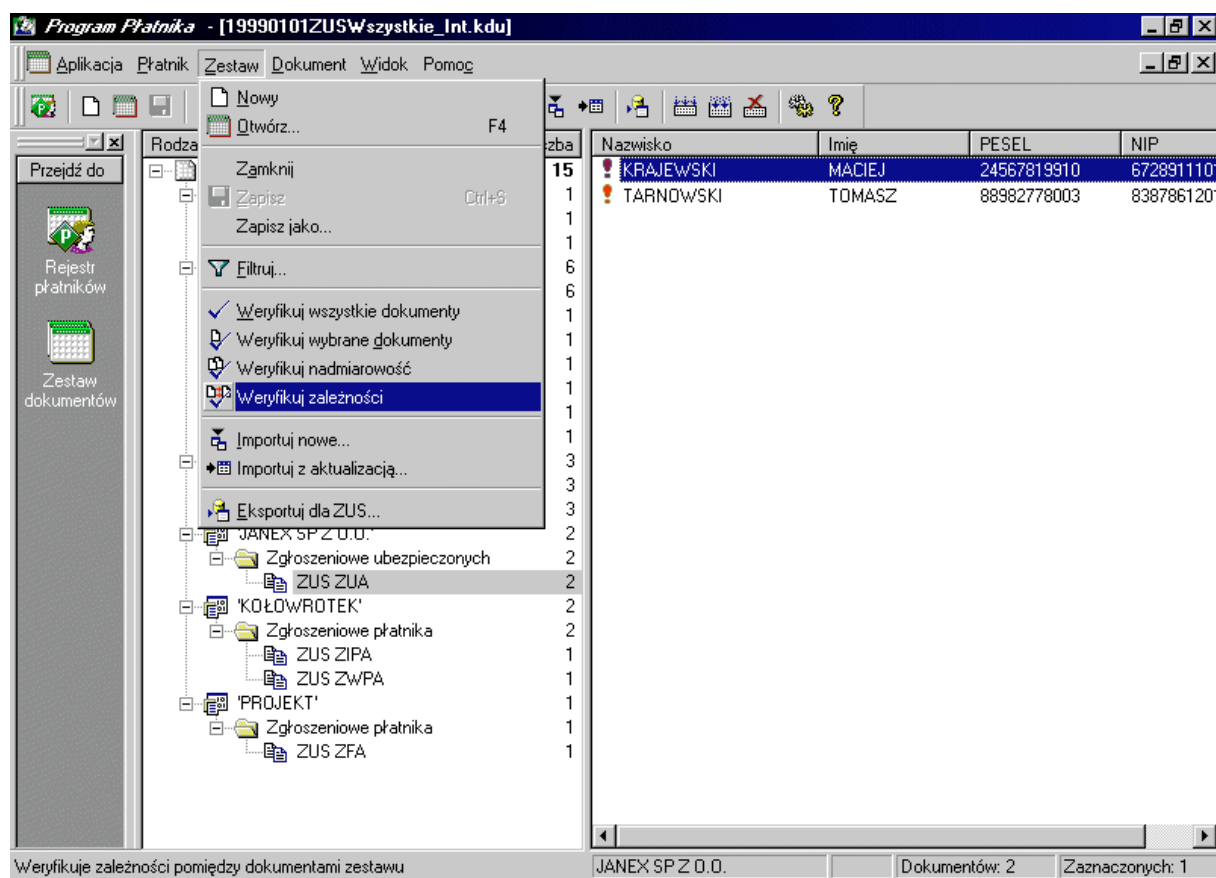 Program Płatnika - [19990101ZUSWszystkie_Int.kdu]
Aplikacja Płatnik Zestaw Dokument Widok Pomoc
Przejdź do
Rejestr
płatników
Zestaw
dokumentów
Nowy
Otwórz... F4
Zamknij
Zapisz Ctrl+S
Zapisz jako...
Filtruj...
Weryfikuj wszystkie dokumenty
Weryfikuj wybrane dokumenty
Weryfikuj nadmiarowość
Weryfikuj zależności
Importuj nowe...
Importuj z aktualizacją...
Eksportuj dla ZUS...
15
1
1
1
6
6
1
1
1
1
1
1
3
3
3
'JANEX SP Z O.O.' 2
Zgłoszeniowe ubezpieczonych 2
ZUS ZUA 2
'KOŁOWROTEK' 2
Zgłoszeniowe płatnika 2
ZUS ZIPA 1
ZUS ZWPA 1
'PROJEKT' 1
Zgłoszeniowe płatnika 1
ZUS ZFA 1
Nazwisko Imię PESEL NIP
KRAJEWSKI MACIEJ 24567819910 672891110
TARNOWSKI TOMASZ 88982778003 838786120
Weryfikuje zależności pomiędzy dokumentami zestawu JANEX SP Z O.O. Dokumentów: 2 Zaznaczonych: 1